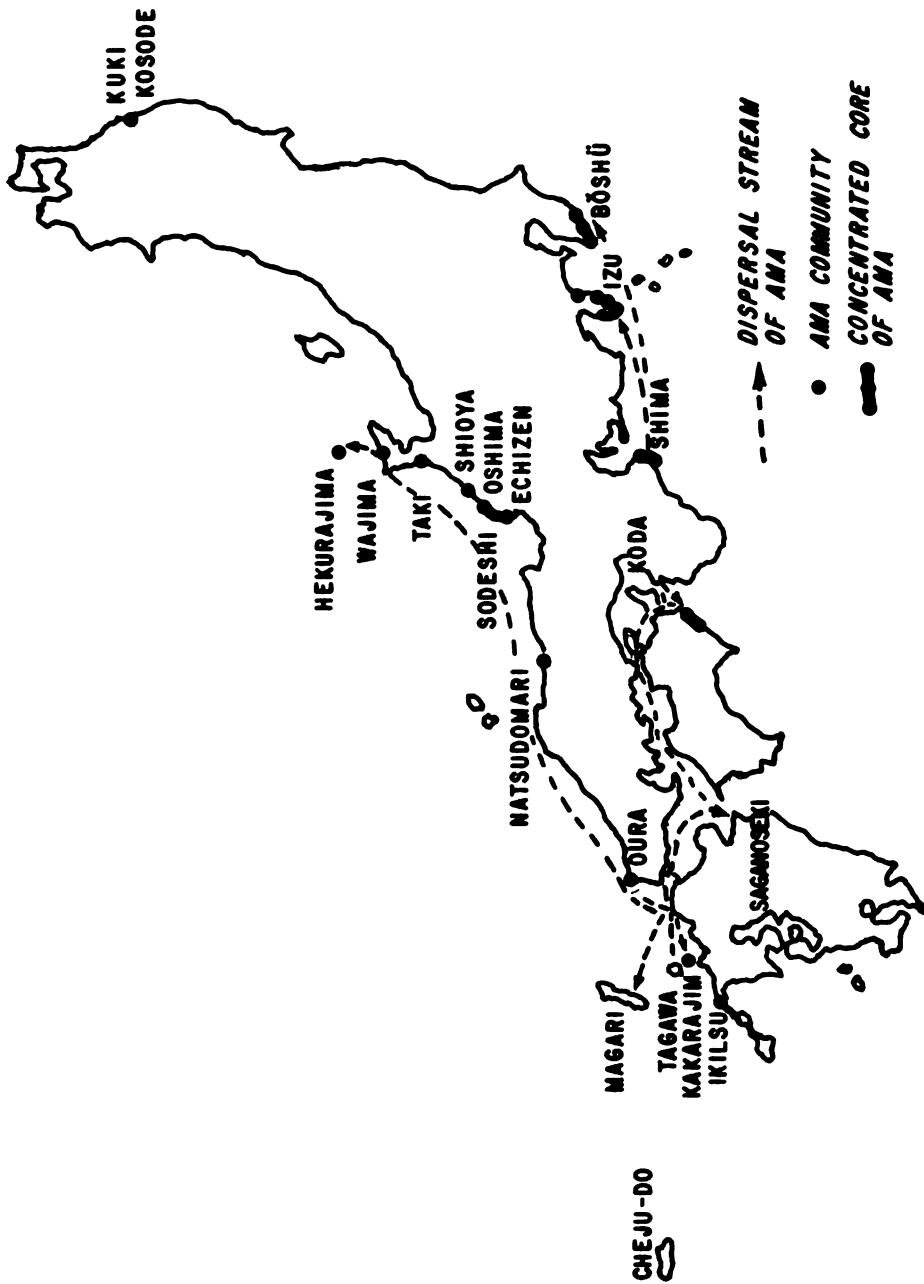 KUKI
KOSODE
HEKURAJIMA
WAJIMA
TAKI
SHIOYA
OSHIMA
ECHIZEN
SODESHI
NATSUDOMARI
OURA
MAGARI
TAGAWA
KAKARAJIM
IKILSU
CHEJU-DO
SAGANOSEKI
KODA
SHIMA
IZU
BÖSHÜ
DISPERSAL STREAM
OF AMA
AMA COMMUNITY
CONCENTRATED CORE
OF AMA